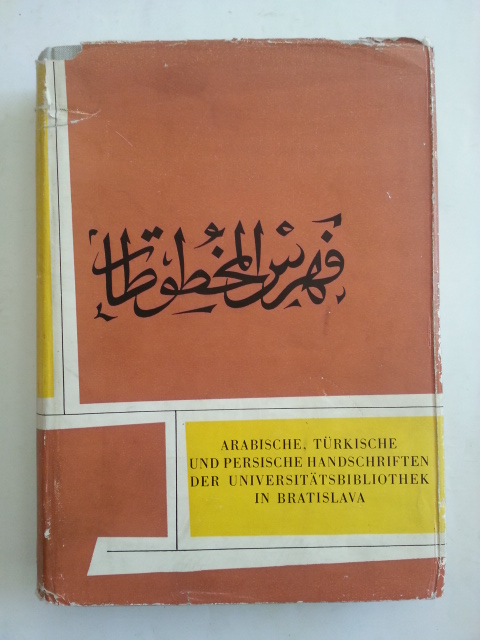 فهرس المخطوطات
ARABISCHE, TÜRKISCHE
UND PERSISCHE HANDSCHRIFTEN
DER UNIVERSITÄTSBIBLIOTHEK
IN BRATISLAVA